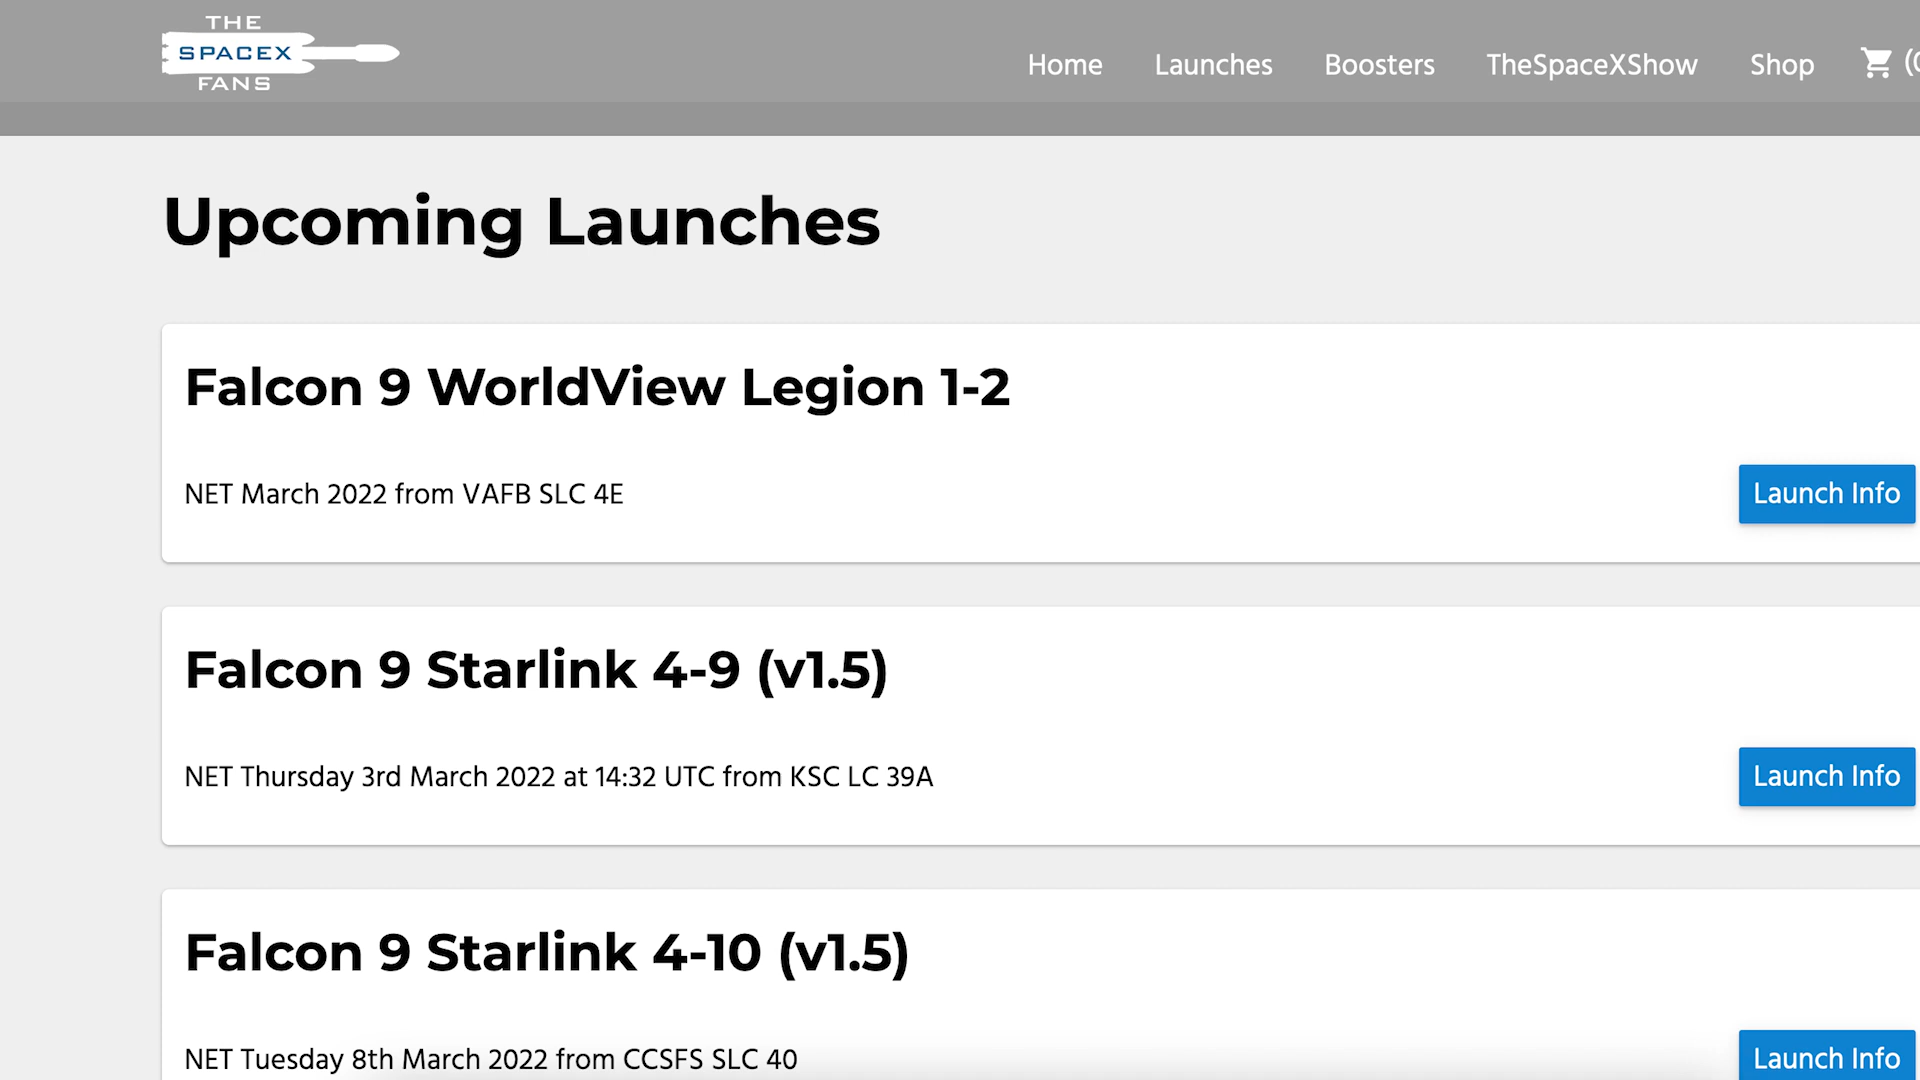 THE
SPACEX
FANS
Home Launches Boosters TheSpaceXShow Shop
Upcoming Launches
Falcon 9 WorldView Legion 1-2
NET March 2022 from VAFB SLC 4E
Launch Info
Falcon 9 Starlink 4-9 (v1.5)
NET Thursday 3rd March 2022 at 14:32 UTC from KSC LC 39A
Launch Info
Falcon 9 Starlink 4-10 (v1.5)
NET Tuesday 8th March 2022 from CCSFS SLC 40
Launch Info